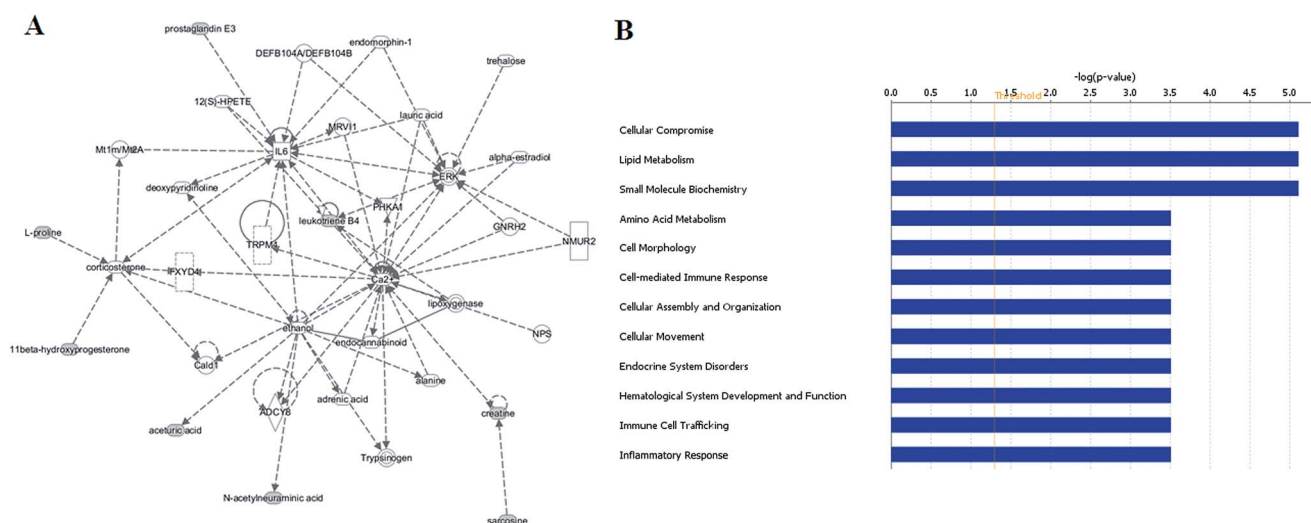 A
prostaglandin E3
DEFB104A/DEFB104B
endomorphin-1
trehalose
12(S)-HPETE
MRVI1
lauric acid
Mt1m/Mt2A
IL6
alpha-estradiol
ERK
deoxypyridinoline
PHKA1
leukotriene B4
GNRH2
NMUR2
L-proline
TRPM1
corticosterone
FXYD4
Ca2+
lipoxygenase
ethanol
NPS
endocannabinoid
11beta-hydroxyprogesterone
Cald1
alanine
adrenic acid
ADCY8
creatine
aceturic acid
Trypsinogen
N-acetylneuraminic acid
sarcosine
B
-log(p-value)
0.0 0.5 1.0 1.5 2.0 2.5 3.0 3.5 4.0 4.5 5.0
Threshold
Cellular Compromise
Lipid Metabolism
Small Molecule Biochemistry
Amino Acid Metabolism
Cell Morphology
Cell-mediated Immune Response
Cellular Assembly and Organization
Cellular Movement
Endocrine System Disorders
Hematological System Development and Function
Immune Cell Trafficking
Inflammatory Response